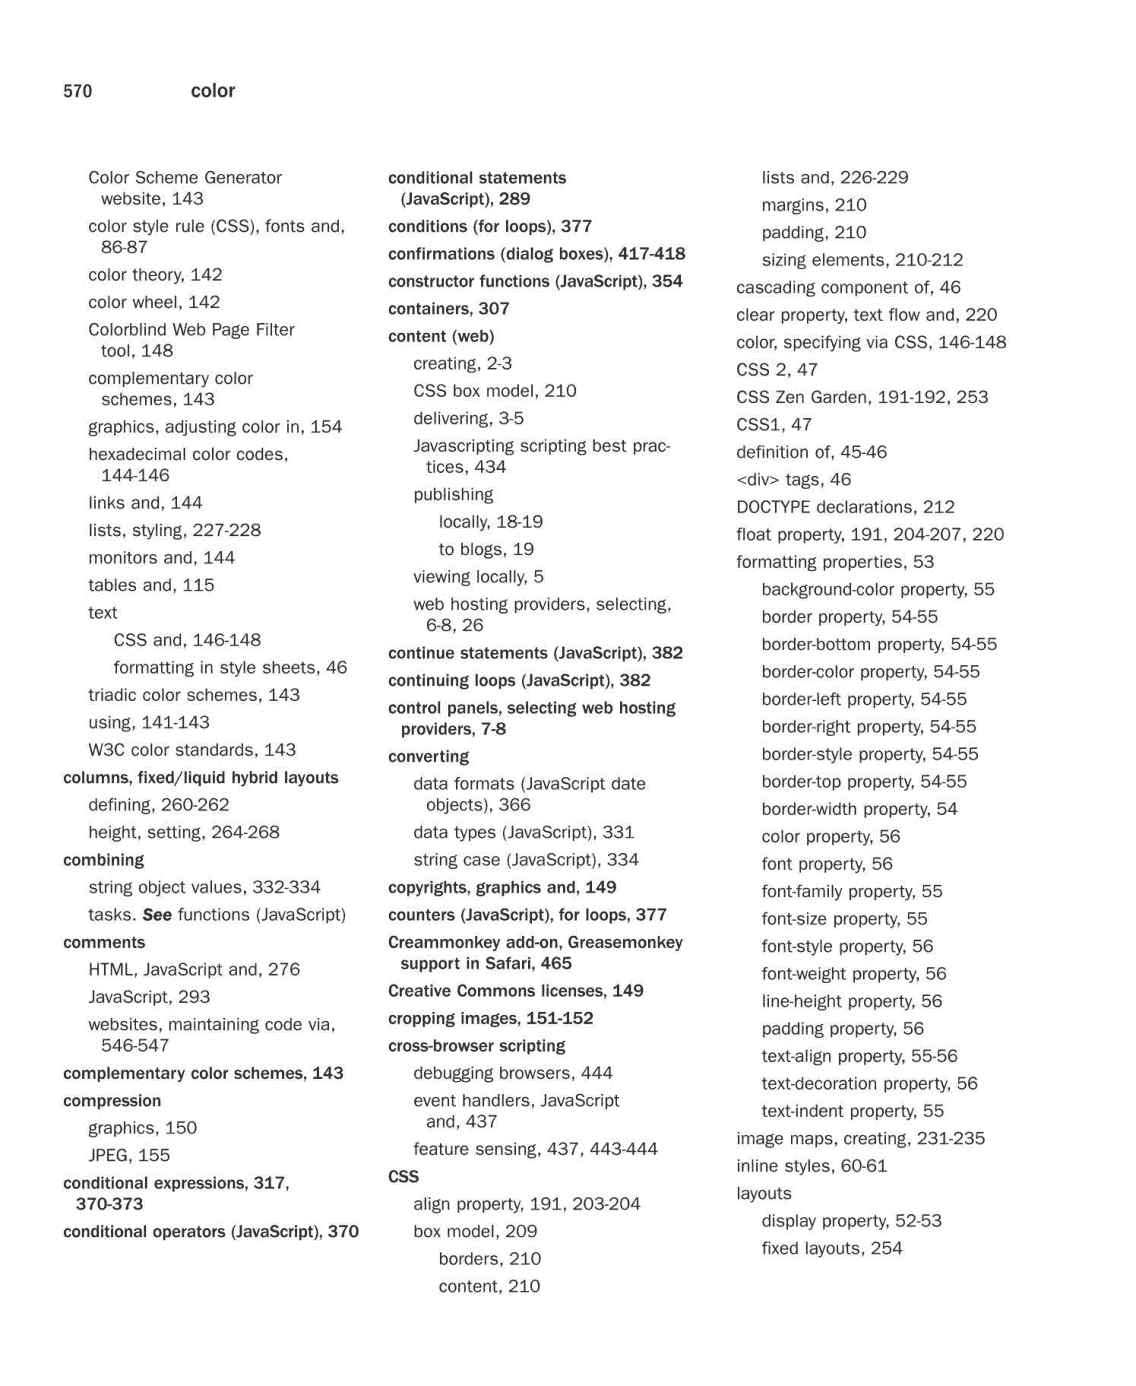 570 color
Color Scheme Generator
website, 143
color style rule (CSS), fonts and,
86-87
color theory, 142
color wheel, 142
Colorblind Web Page Filter
tool, 148
complementary color
schemes, 143
graphics, adjusting color in, 154
hexadecimal color codes,
144-146
links and, 144
lists, styling, 227-228
monitors and, 144
tables and, 115
text
CSS and, 146-148
formatting in style sheets, 46
triadic color schemes, 143
using, 141-143
W3C color standards, 143
columns, fixed/liquid hybrid layouts
defining, 260-262
height, setting, 264-268
combining
string object values, 332-334
tasks. See functions (JavaScript)
comments
HTML, JavaScript and, 276
JavaScript, 293
websites, maintaining code via,
546-547
complementary color schemes, 143
compression
graphics, 150
JPEG, 155
conditional expressions, 317,
370-373
conditional operators (JavaScript), 370
conditional statements
(JavaScript), 289
conditions (for loops), 377
confirmations (dialog boxes), 417-418
constructor functions (JavaScript), 354
containers, 307
content (web)
creating, 2-3
CSS box model, 210
delivering, 3-5
Javascripting scripting best prac-
tices, 434
publishing
locally, 18-19
to blogs, 19
viewing locally, 5
web hosting providers, selecting,
6-8, 26
continue statements (JavaScript), 382
continuing loops (JavaScript), 382
control panels, selecting web hosting
providers, 7-8
converting
data formats (JavaScript date
objects), 366
data types (JavaScript), 331
string case (JavaScript), 334
copyrights, graphics and, 149
counters (JavaScript), for loops, 377
Creammonkey add-on, Greasemonkey
support in Safari, 465
Creative Commons licenses, 149
cropping images, 151-152
cross-browser scripting
debugging browsers, 444
event handlers, JavaScript
and, 437
feature sensing, 437, 443-444
CSS
align property, 191, 203-204
box model, 209
borders, 210
content, 210
lists and, 226-229
margins, 210
padding, 210
sizing elements, 210-212
cascading component of, 46
clear property, text flow and, 220
color, specifying via CSS, 146-148
CSS 2, 47
CSS Zen Garden, 191-192, 253
CSS1, 47
definition of, 45-46
<div> tags, 46
DOCTYPE declarations, 212
float property, 191, 204-207, 220
formatting properties, 53
background-color property, 55
border property, 54-55
border-bottom property, 54-55
border-color property, 54-55
border-left property, 54-55
border-right property, 54-55
border-style property, 54-55
border-top property, 54-55
border-width property, 54
color property, 56
font property, 56
font-family property, 55
font-size property, 55
font-style property, 56
font-weight property, 56
line-height property, 56
padding property, 56
text-align property, 55-56
text-decoration property, 56
text-indent property, 55
image maps, creating, 231-235
inline styles, 60-61
layouts
display property, 52-53
fixed layouts, 254